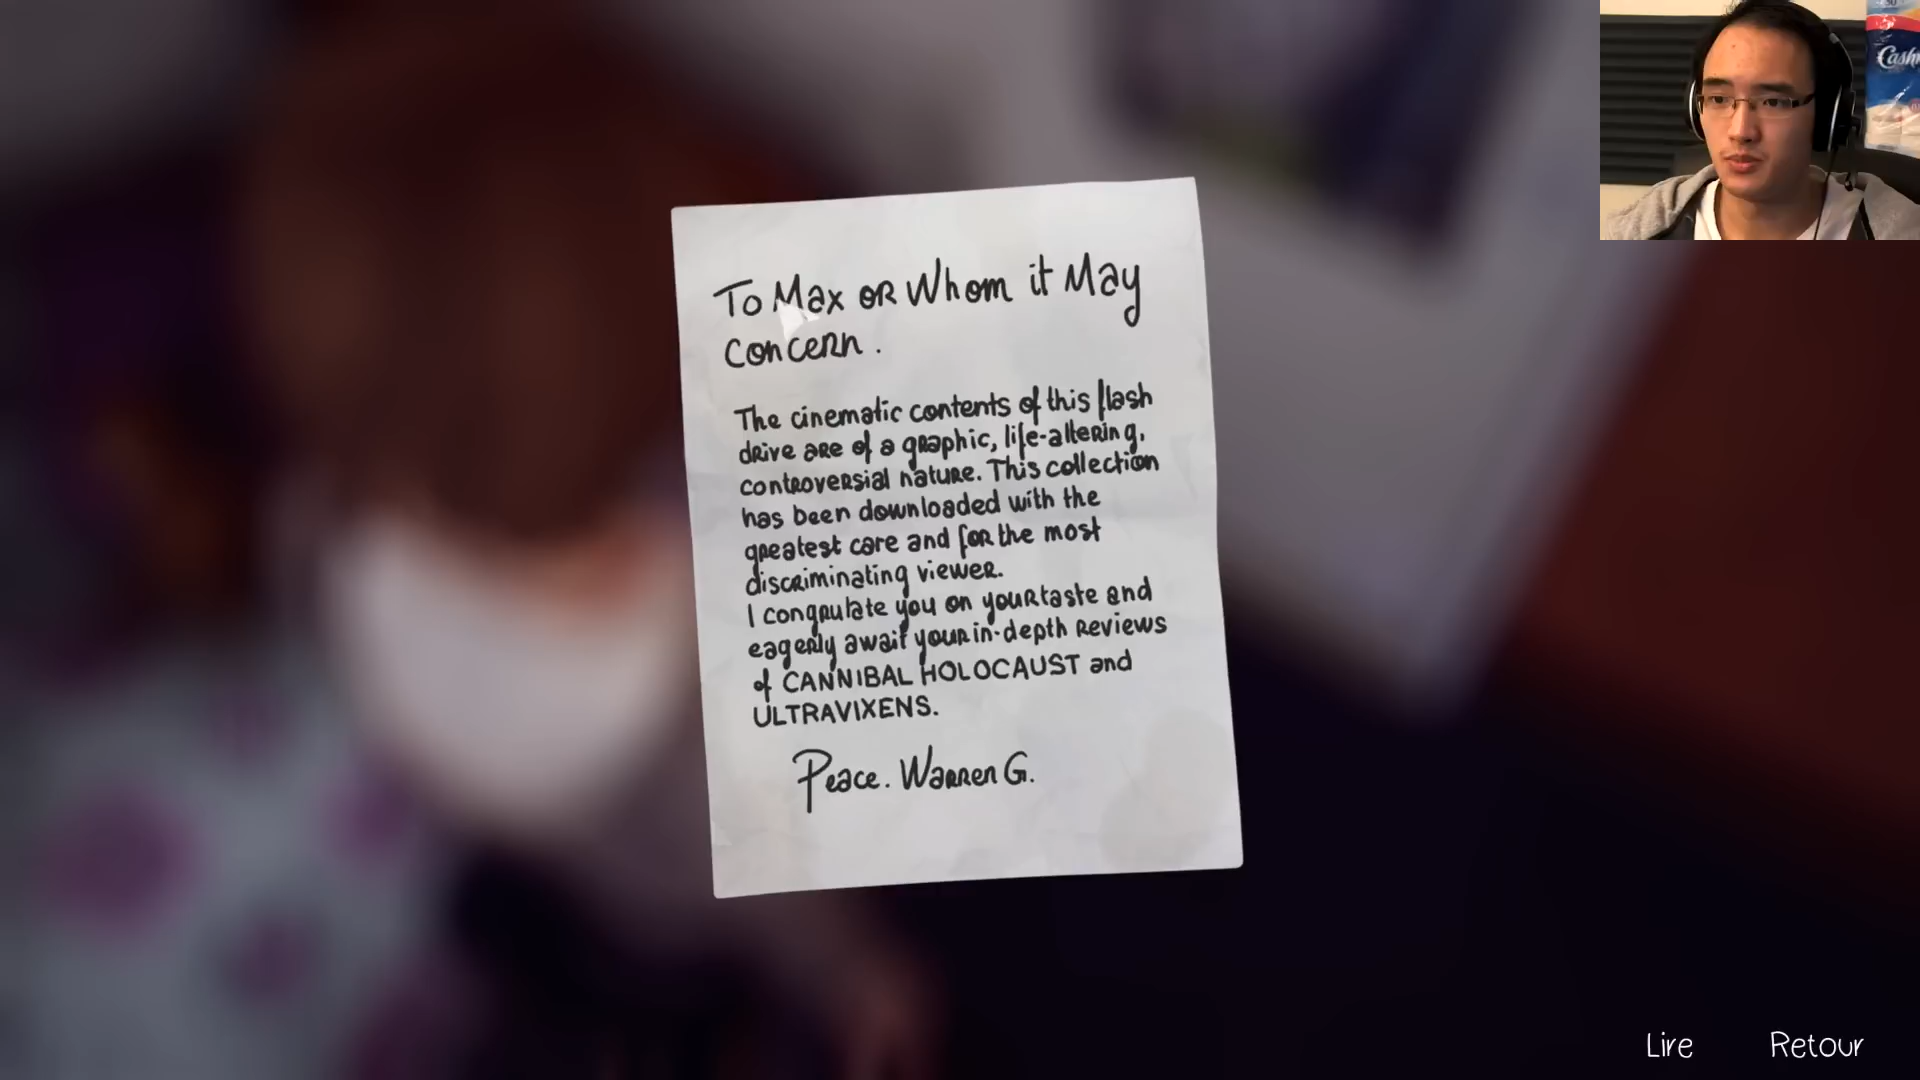 To Max or Whom it May
Concern.
The cinematic contents of this flash
drive are of a graphic, life-altering,
controversial nature. This collection
has been downloaded with the
greatest care and for the most
discriminating viewer.
I congrulate you on your taste and
eagerly await your in-depth reviews
of CANNIBAL HOLOCAUST and
ULTRAVIXENS.
Peace. Warren G.
Lire
Retour